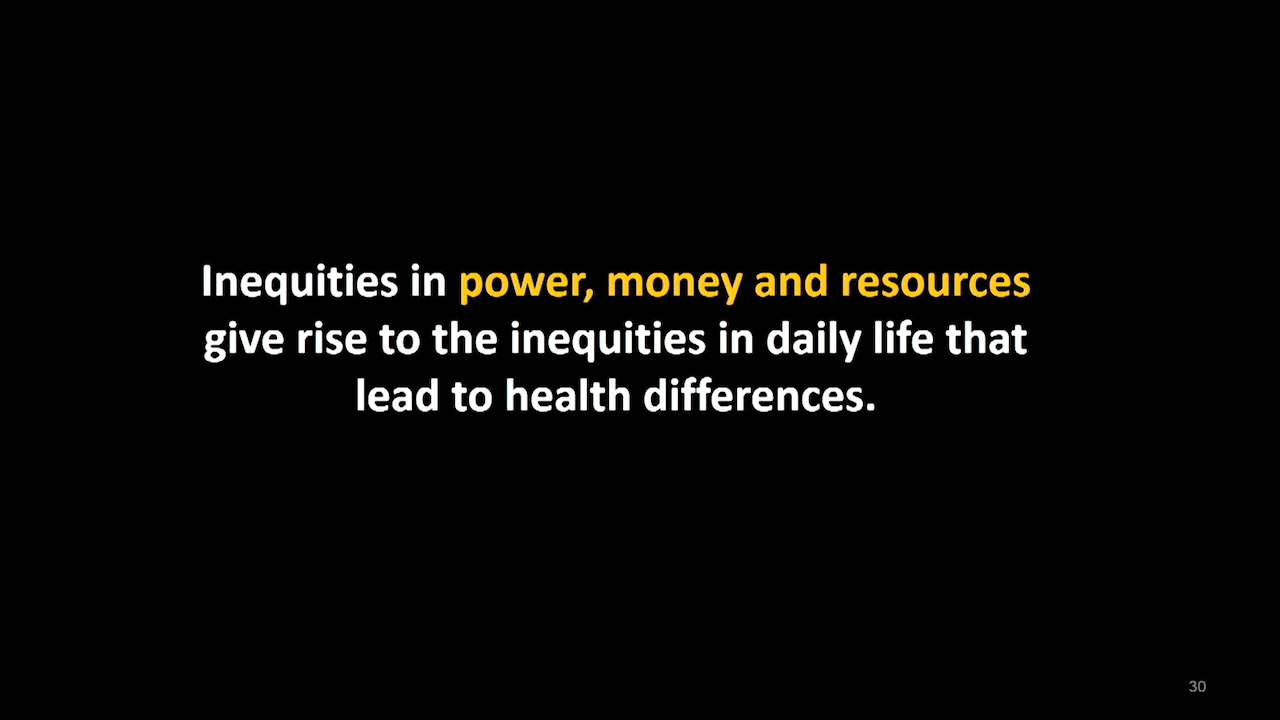 Inequities in power, money and resources
give rise to the inequities in daily life that
lead to health differences.
30